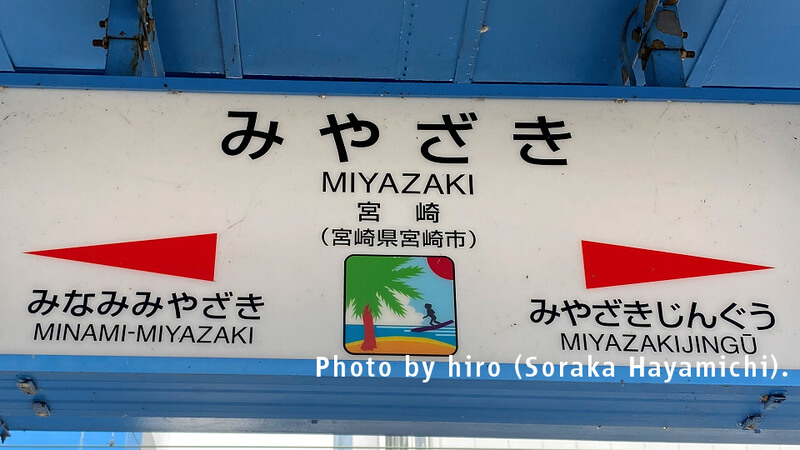 みやざき
MIYAZAKI
宮崎
（宮崎県宮崎市）
みなみみやざき
MINAMI-MIYAZAKI
みやざきじんぐう
MIYAZAKIJINGŪ
Photo by hiro (Soraka Hayamichi).